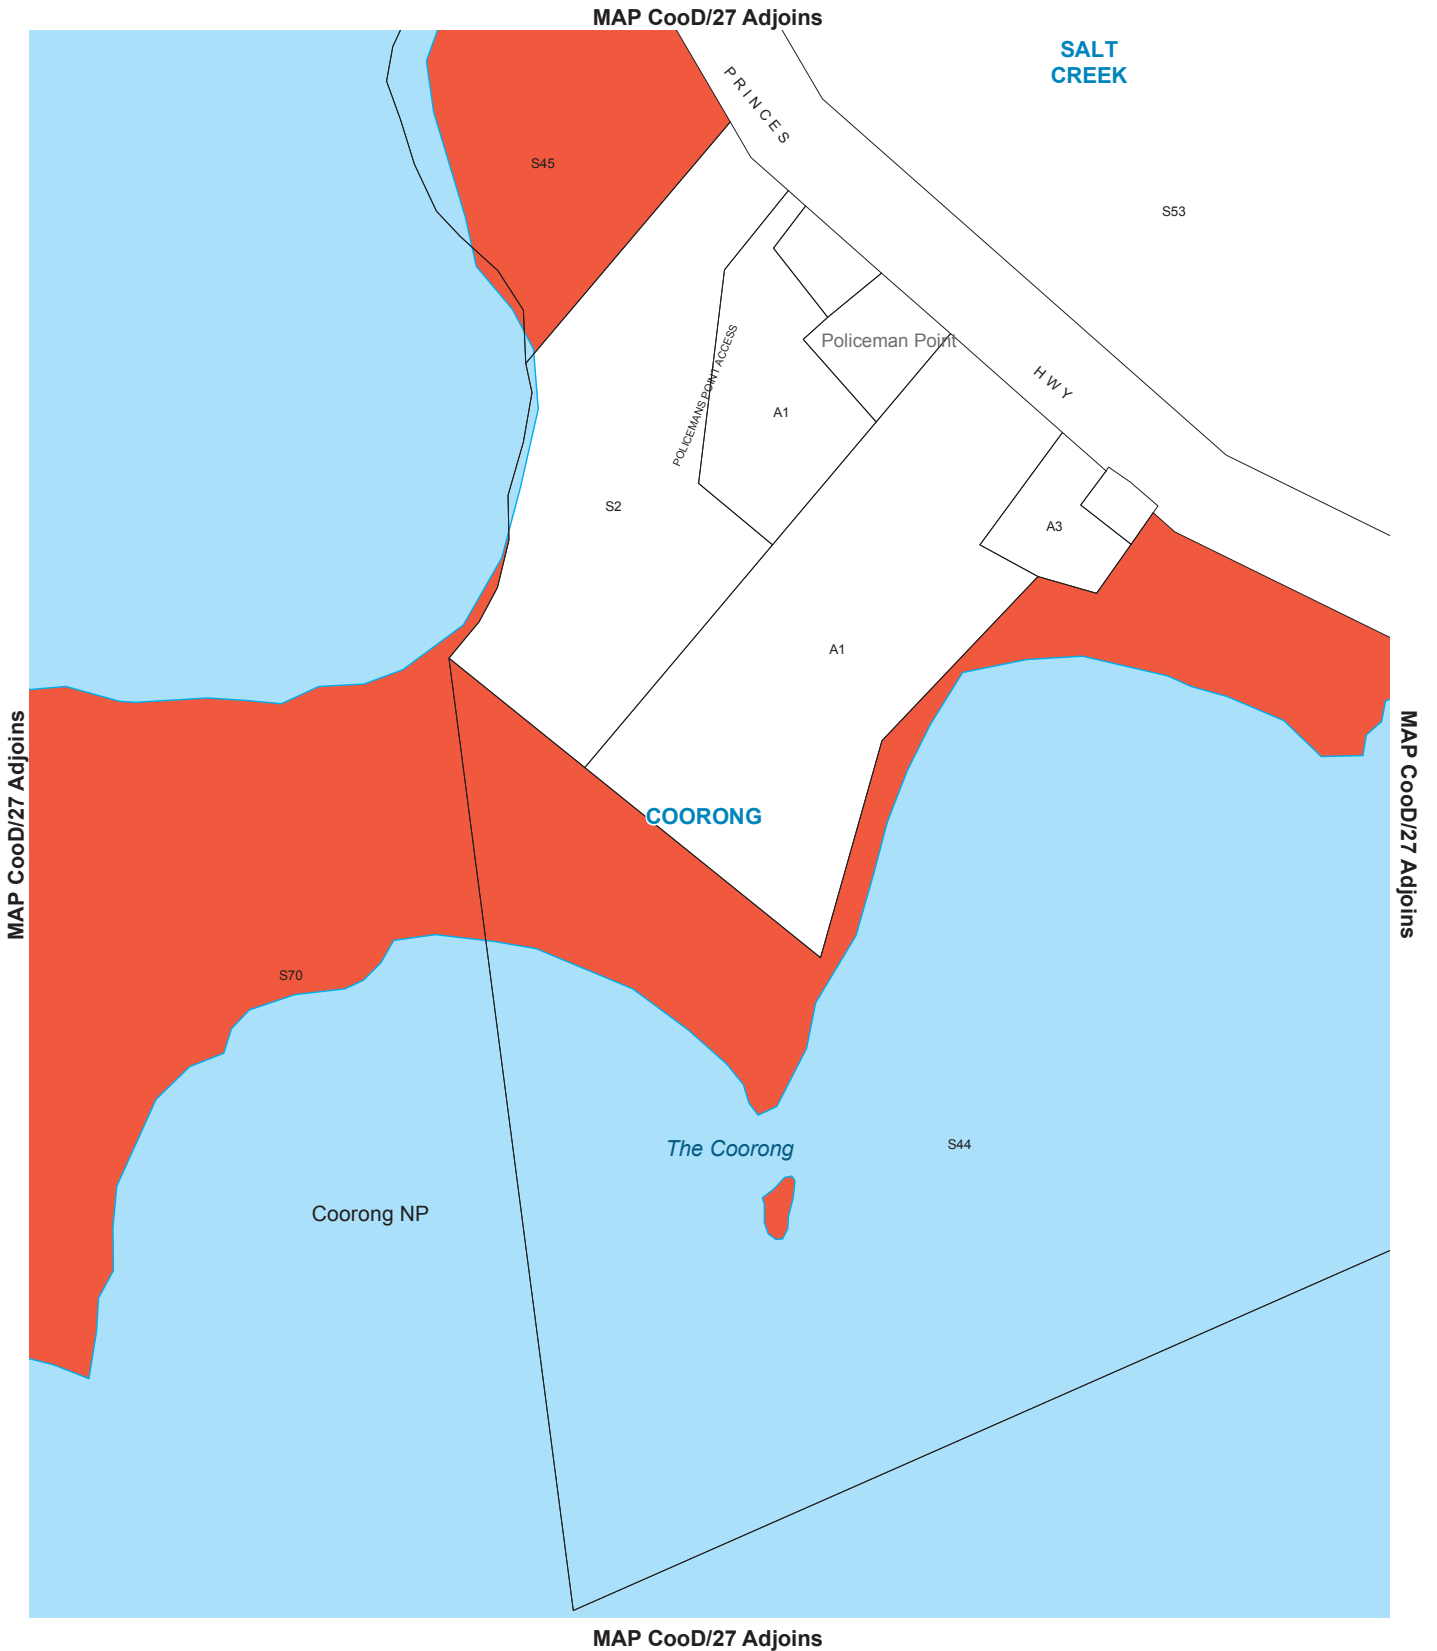 MAP CooD/27 Adjoins
SALT
CREEK
PRINCES
S45
S53
POLICEMANS POINT ACCESS
Policeman Point
HWY
A1
S2
A3
A1
MAP CooD/27 Adjoins
MAP CooD/27 Adjoins
COORONG
S70
The Coorong
S44
Coorong NP
MAP CooD/27 Adjoins